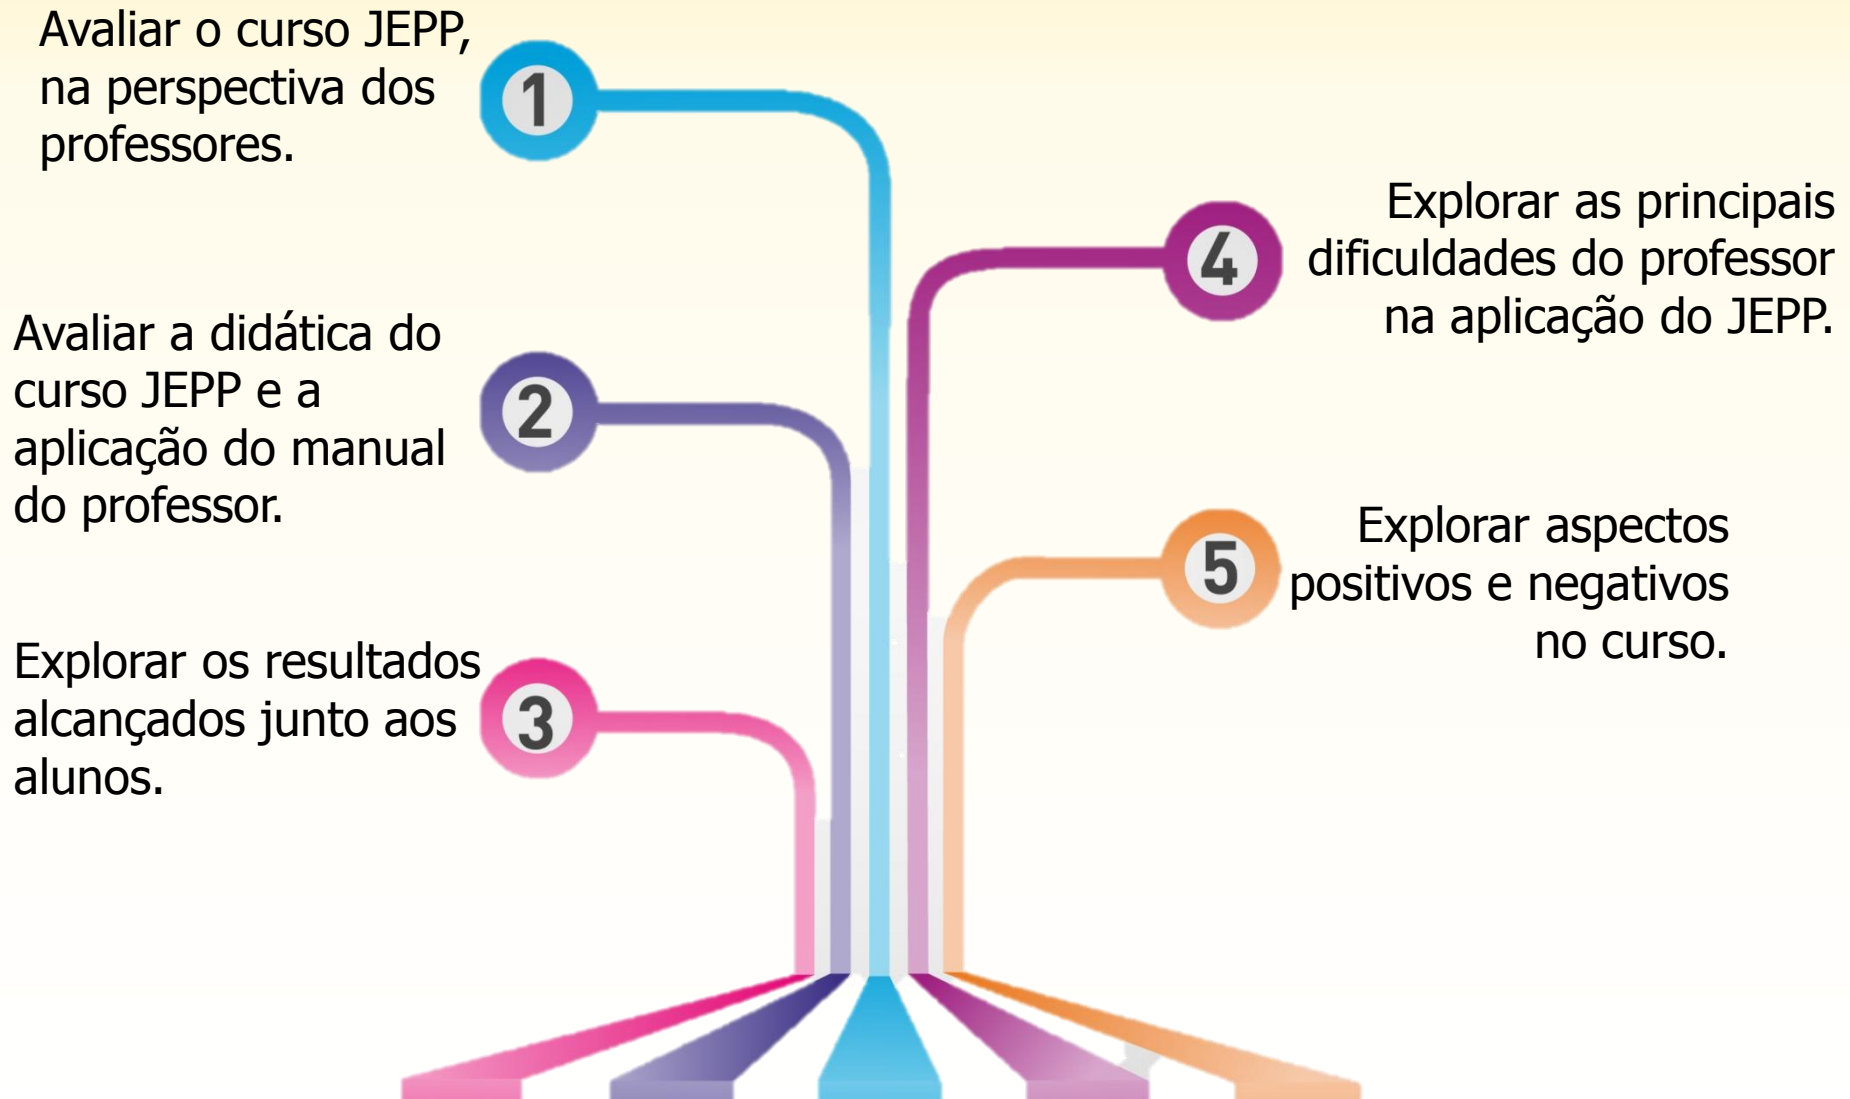 Avaliar o curso JEPP,
na perspectiva dos
professores.
1
Avaliar a didática do
curso JEPP e a
aplicação do manual
do professor.
2
Explorar os resultados
alcançados junto aos
alunos.
3
4
Explorar as principais
dificuldades do professor
na aplicação do JEPP.
5
Explorar aspectos
positivos e negativos
no curso.